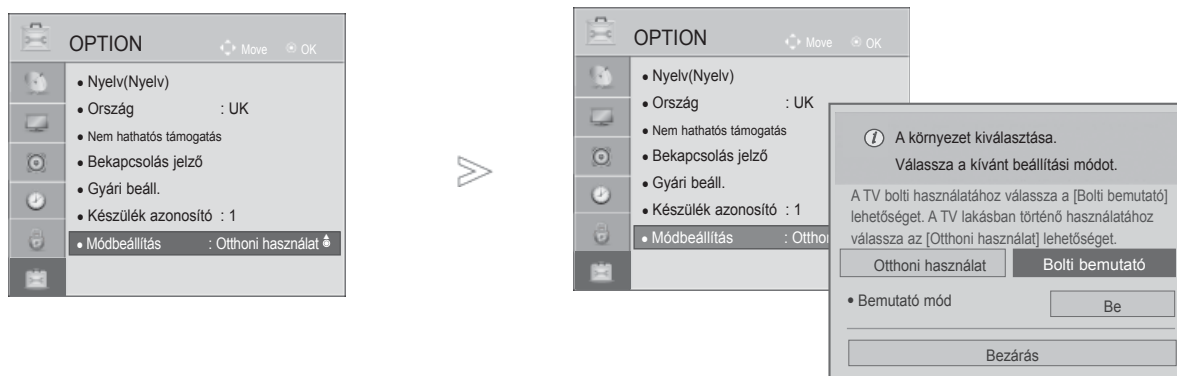 OPTION
Move OK
• Nyelv(Nyelv)
• Ország : UK
• Nem hathatós támogatás
• Bekapcsolás jelző
• Gyári beáll.
• Készülék azonosító : 1
• Módbeállítás : Otthoni használat
OPTION
Move OK
• Nyelv(Nyelv)
• Ország : UK
• Nem hathatós támogatás
• Bekapcsolás jelző
• Gyári beáll.
• Készülék azonosító : 1
• Módbeállítás : Otthoi
A környezet kiválasztása.
Válassza a kívánt beállítási módot.
A TV bolti használatához válassza a [Bolti bemutató]
lehetőséget. A TV lakásban történő használatához
válassza az [Otthoni használat] lehetőséget.
Otthoni használat Bolti bemutató
• Bemutató mód Be
Bezárás